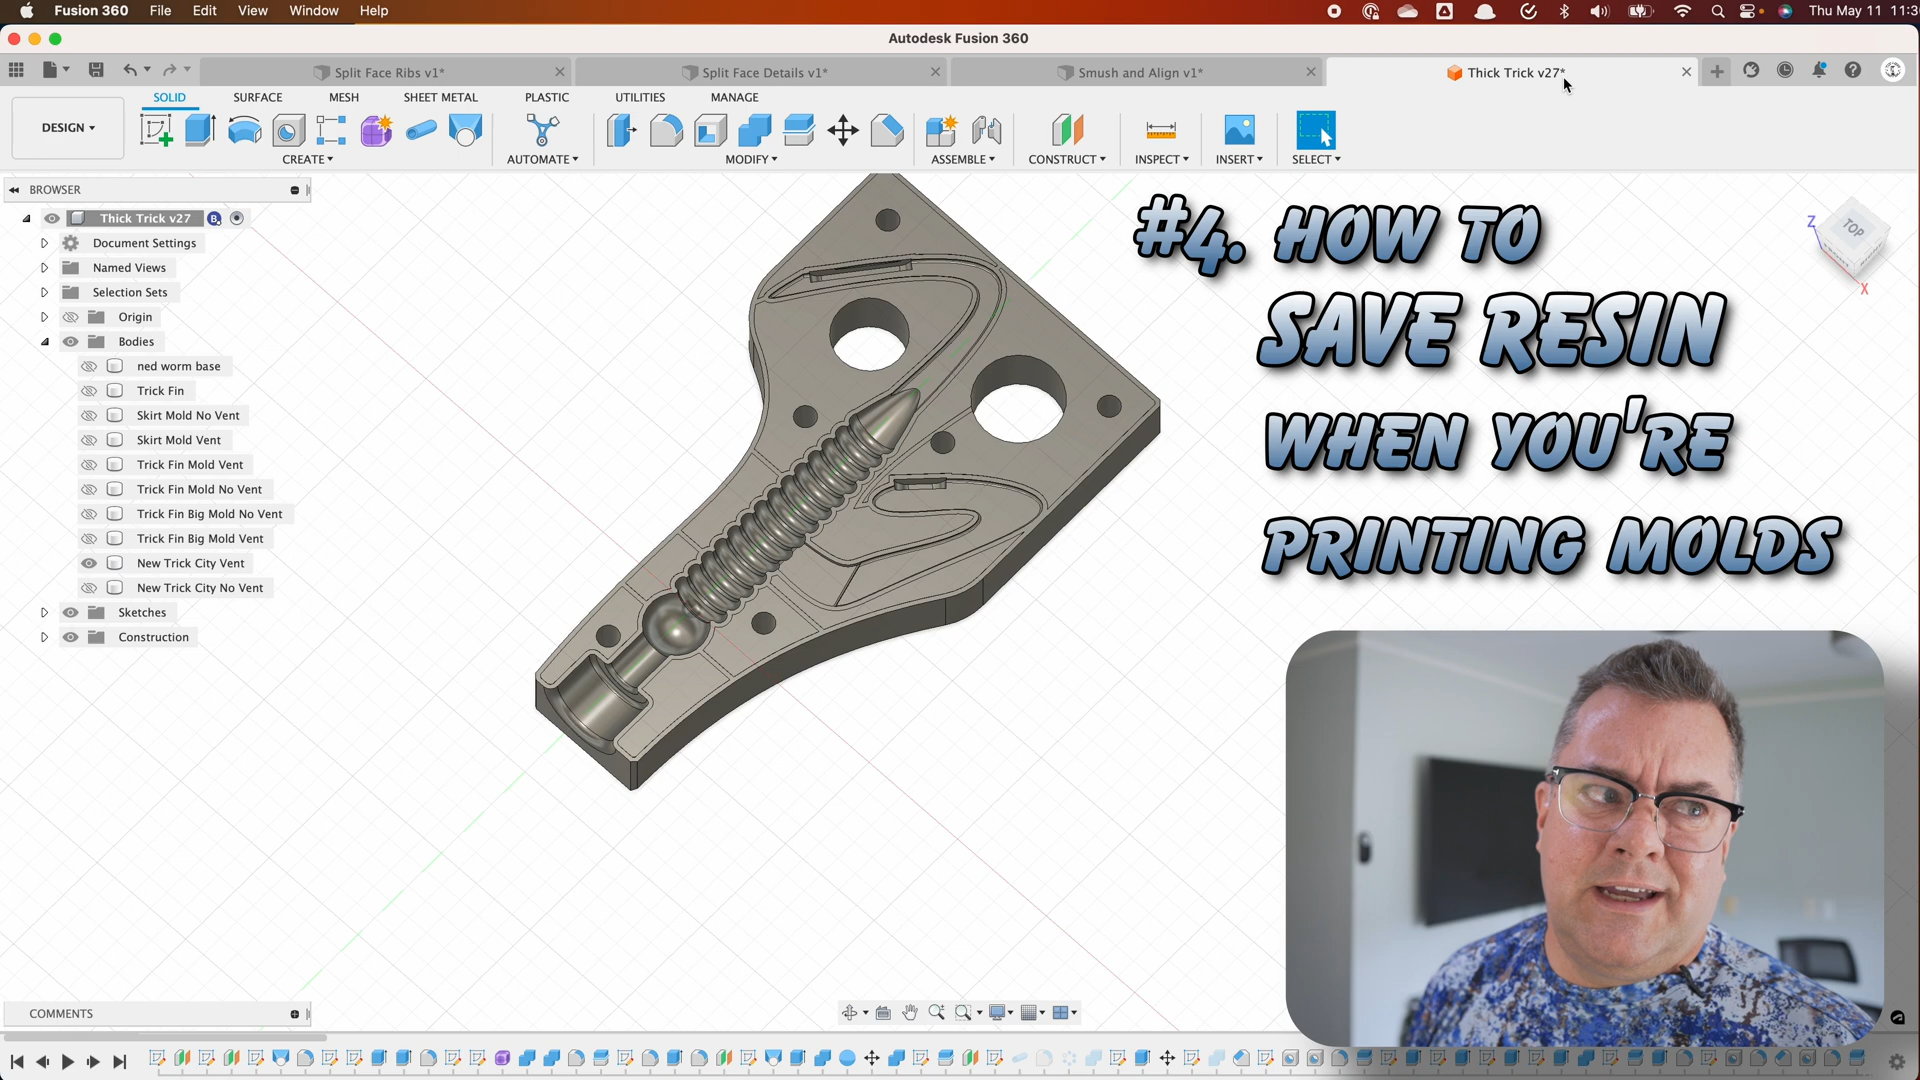 Fusion 360 File Edit View Window Help Thu May 11 11:3
Autodesk Fusion 360
Split Face Ribs v1* Split Face Details v1* Smush and Align v1* Thick Trick v27*
SOLID SURFACE MESH SHEET METAL PLASTIC UTILITIES MANAGE
DESIGN
CREATE AUTOMATE MODIFY ASSEMBLE CONSTRUCT INSPECT INSERT SELECT
BROWSER
Thick Trick v27
Document Settings
Named Views
Selection Sets
Origin
Bodies
ned worm base
Trick Fin
Skirt Mold No Vent
Skirt Mold Vent
Trick Fin Mold Vent
Trick Fin Mold No Vent
Trick Fin Big Mold No Vent
Trick Fin Big Mold Vent
New Trick City Vent
New Trick City No Vent
Sketches
Construction
#4. HOW TO
SAVE RESIN
WHEN YOU'RE
PRINTING MOLDS
Z
TOP
X
COMMENTS